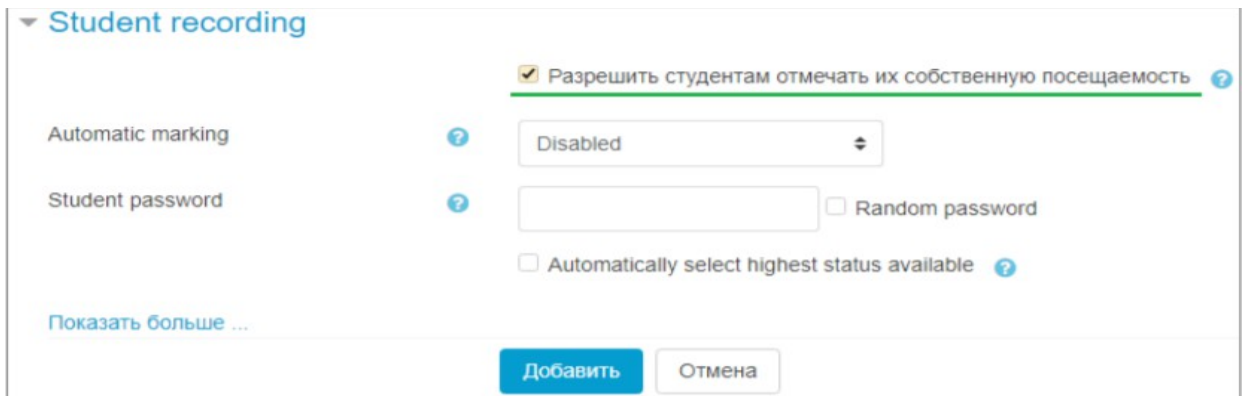 Student recording
Разрешить студентам отмечать их собственную посещаемость
Automatic marking
Disabled
Student password
Random password
Automatically select highest status available
Показать больше ...
Добавить Отмена